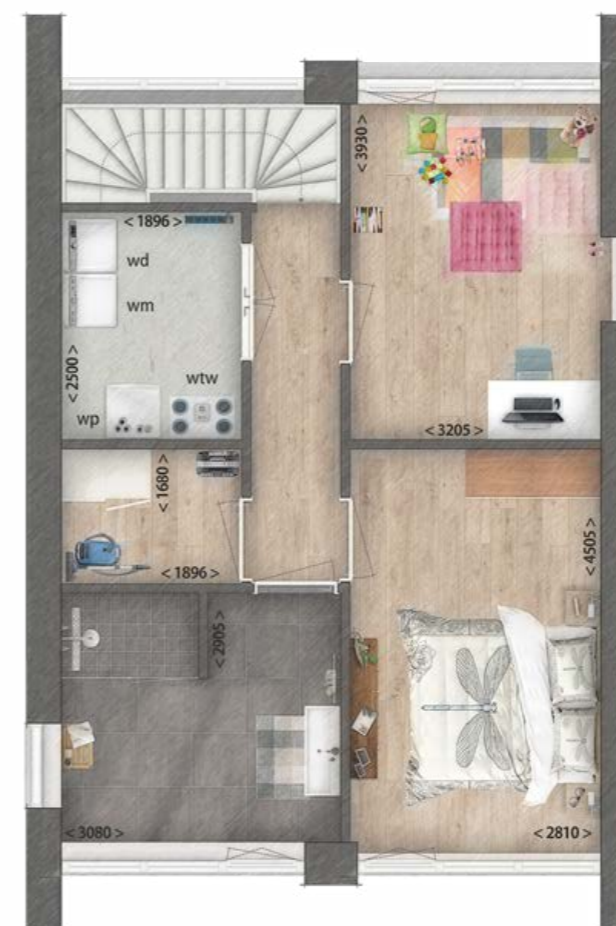 < 3930 >
< 1896 >
wd
wm
< 2500 >
wtw
wp
< 3205 >
< 1680 >
< 4505 >
< 1896 >
< 2905 >
< 3080 >
< 2810 >